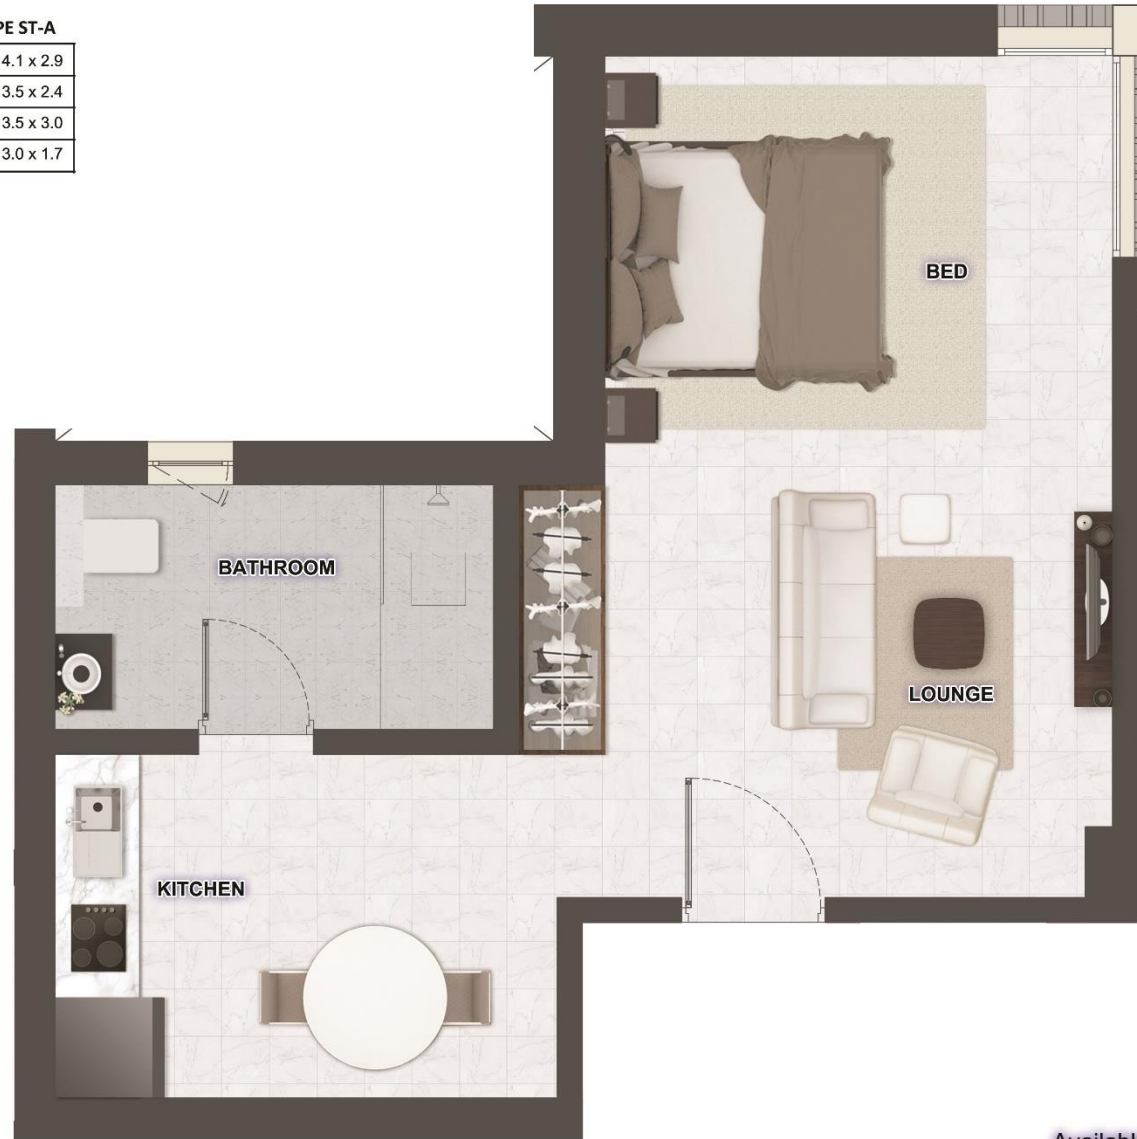 ST-A
4.1 x 2.9
3.5 x 2.4
3.5 x 3.0
3.0 x 1.7
BED
BATHROOM
LOUNGE
KITCHEN